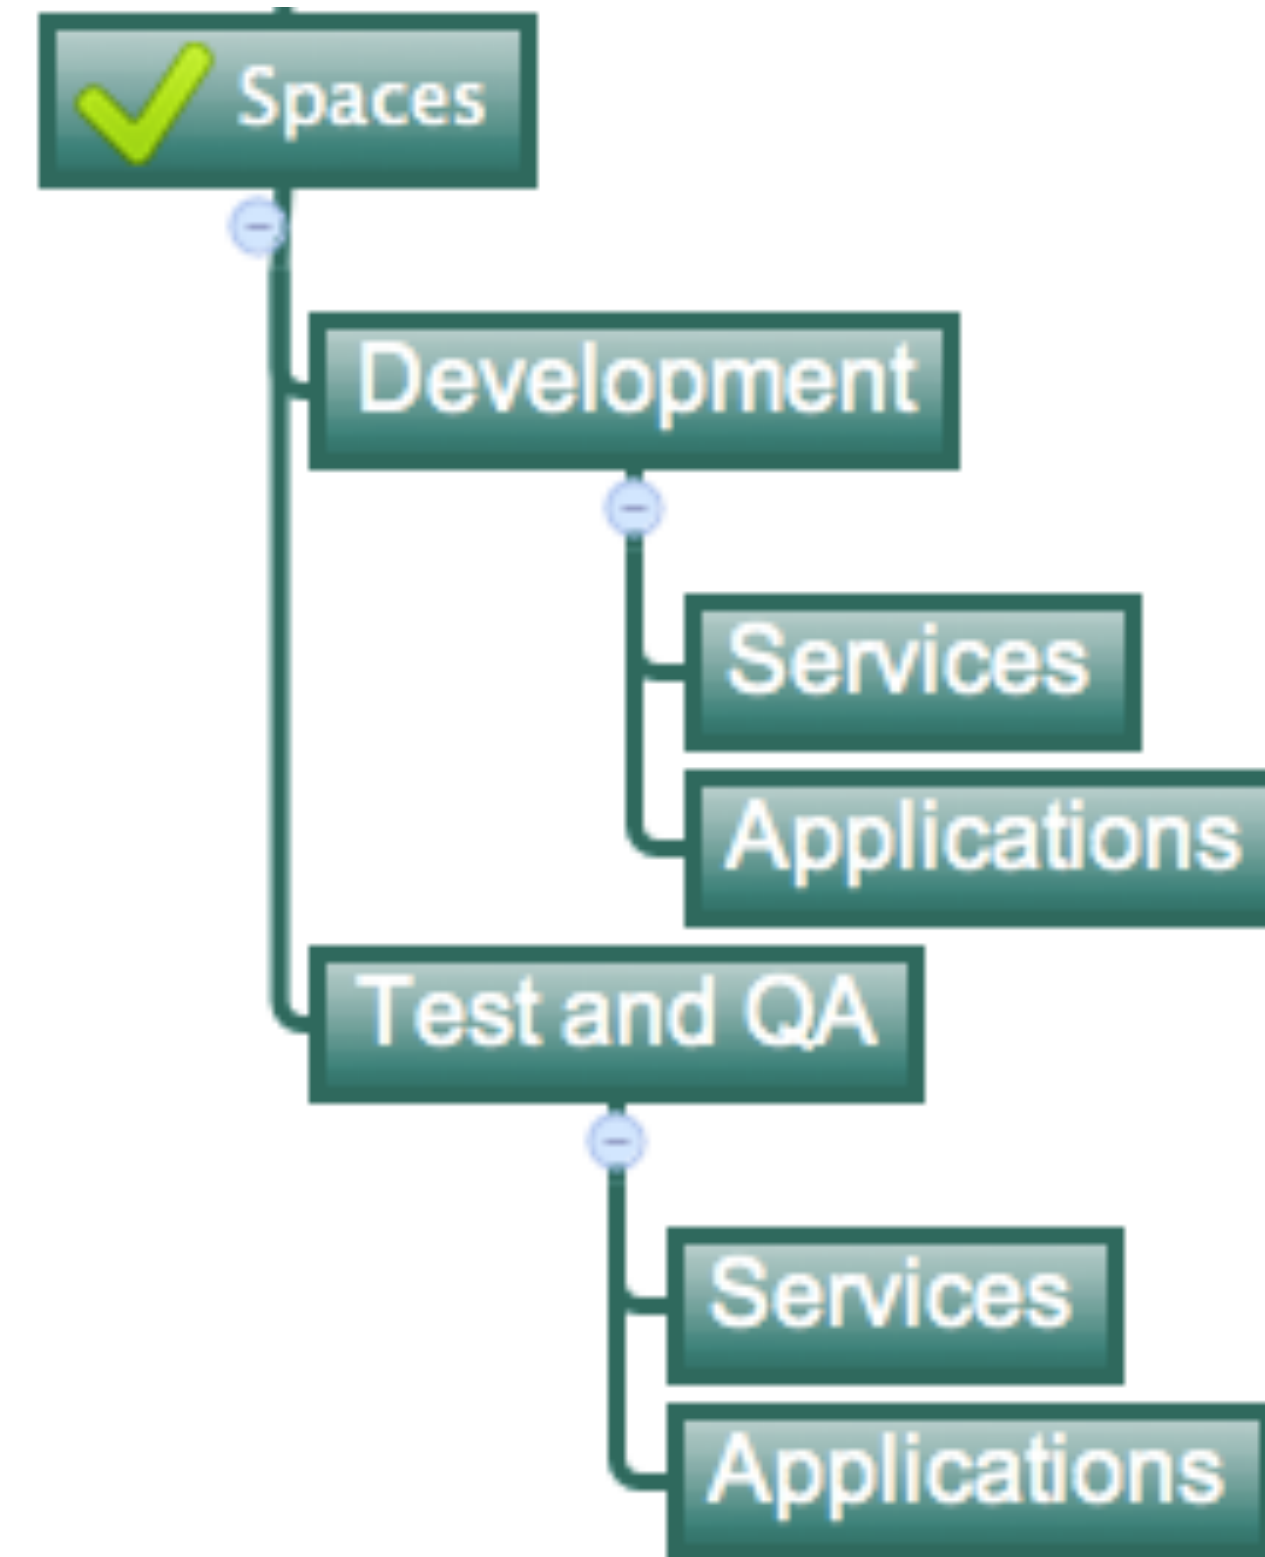 Spaces
Development
Services
Applications
Test and QA
Services
Applications